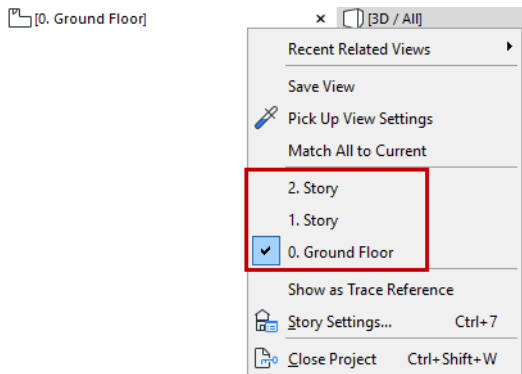 [0. Ground Floor] [3D / All]
Recent Related Views
Save View
Pick Up View Settings
Match All to Current
2. Story
1. Story
0. Ground Floor
Show as Trace Reference
Story Settings... Ctrl+7
Close Project Ctrl+Shift+W